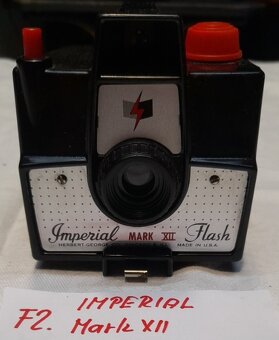 Imperial MARK XII Flash
HERBERT GEORGE MADE IN U.S.A.
F2. IMPERIAL
Mark XII